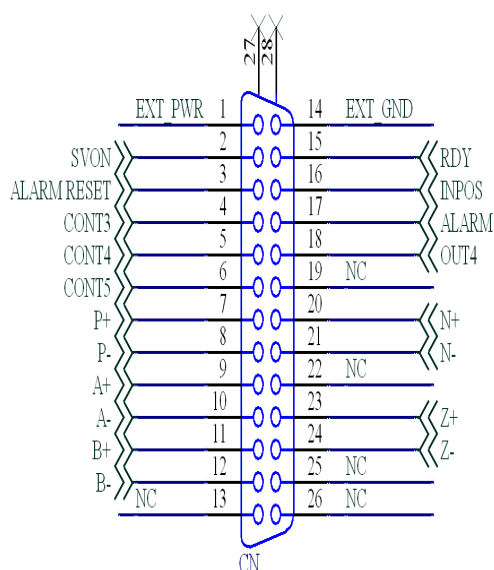 27 28
EXT_PWR 1 14 EXT_GND
SVON 2 15 RDY
ALARM RESET 3 16 INPOS
CONT3 4 17 ALARM
CONT4 5 18 OUT4
CONT5 6 19 NC
P+ 7 20 N+
P- 8 21 N-
A+ 9 22 NC
A- 10 23 Z+
B+ 11 24 Z-
B- 12 25 NC
NC 13 26 NC
CN